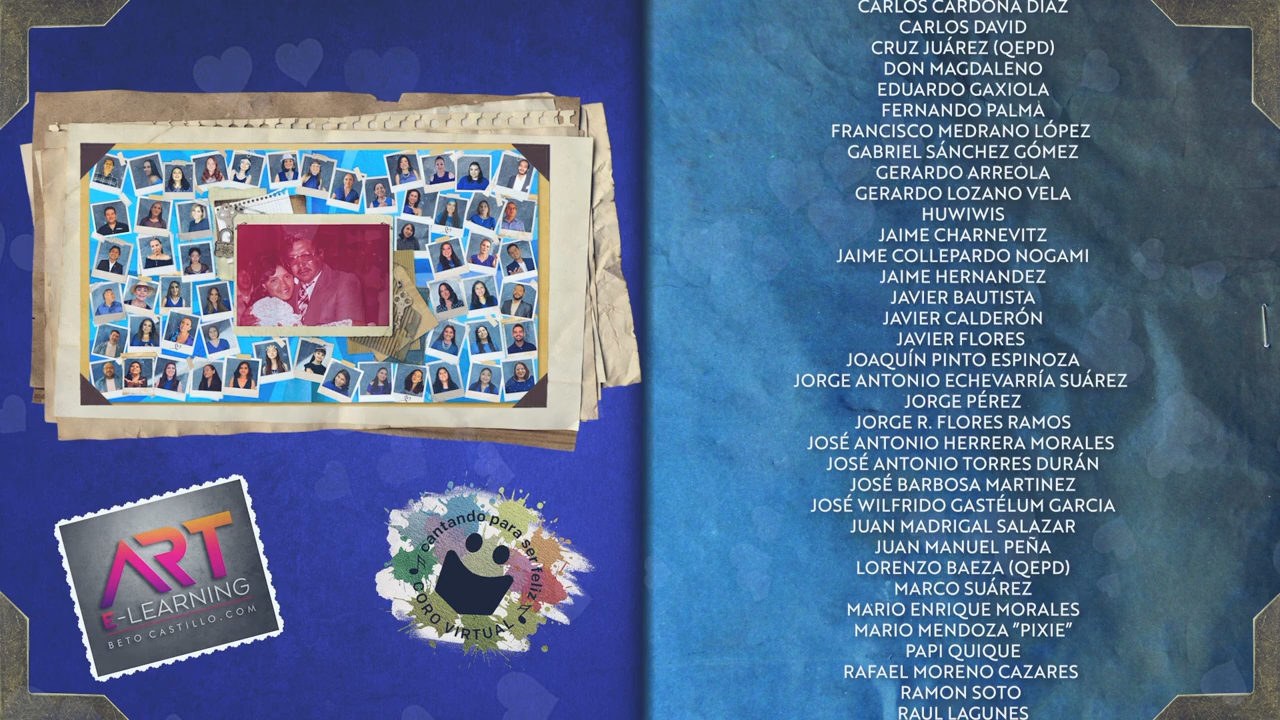 ART
E-LEARNING
BETO CASTILLO.COM
cantando para ser feliz
CORO VIRTUAL
CARLOS CARDONA DÍAZ
CARLOS DAVID
CRUZ JUÁREZ (QEPD)
DON MAGDALENO
EDUARDO GAXIOLA
FERNANDO PALMA
FRANCISCO MEDRANO LÓPEZ
GABRIEL SÁNCHEZ GÓMEZ
GERARDO ARREOLA
GERARDO LOZANO VELA
HUWIWIS
JAIME CHARNEVITZ
JAIME COLLEPARDO NOGAMI
JAIME HERNANDEZ
JAVIER BAUTISTA
JAVIER CALDERÓN
JAVIER FLORES
JOAQUÍN PINTO ESPINOZA
JORGE ANTONIO ECHEVARRÍA SUÁREZ
JORGE PÉREZ
JORGE R. FLORES RAMOS
JOSÉ ANTONIO HERRERA MORALES
JOSÉ ANTONIO TORRES DURÁN
JOSÉ BARBOSA MARTINEZ
JOSÉ WILFRIDO GASTÉLUM GARCIA
JUAN MADRIGAL SALAZAR
JUAN MANUEL PEÑA
LORENZO BAEZA (QEPD)
MARCO SUÁREZ
MARIO ENRIQUE MORALES
MARIO MENDOZA "PIXIE"
PAPI QUIQUE
RAFAEL MORENO CAZARES
RAMON SOTO
RAUL LAGUNES